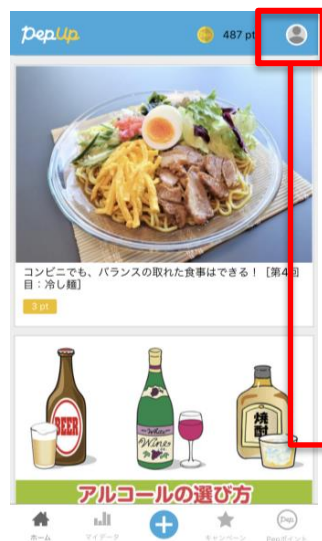 PepUp
487 pt
コンビニでも、バランスの取れた食事はできる！［第4回
目：冷し麺］
3 pt
BEER
White
Wine
焼酎
アルコールの選び方
ホーム
マイデータ
キャンペーン
Pep
Pepポイント